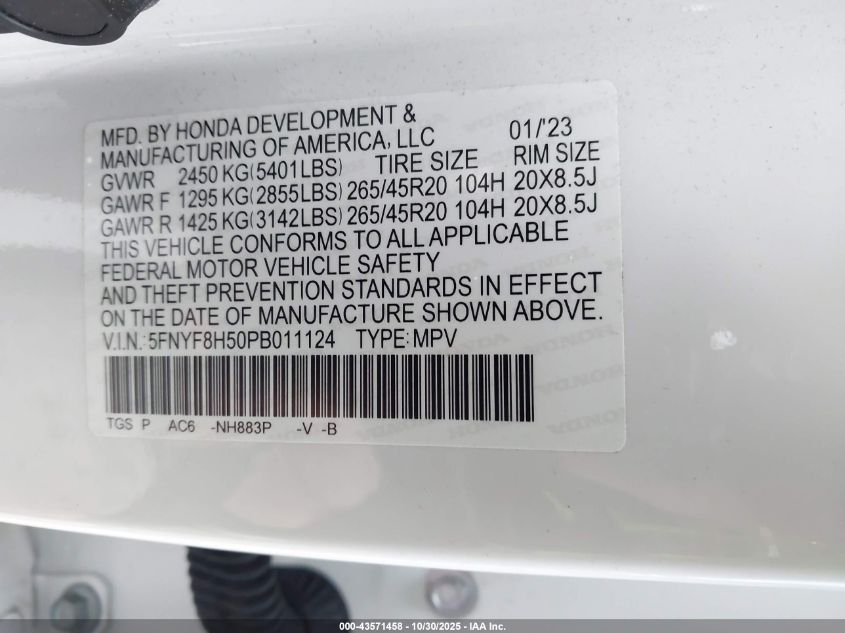 MFD. BY HONDA DEVELOPMENT &
MANUFACTURING OF AMERICA, LLC 01/'23
GVWR 2450 KG(5401LBS) TIRE SIZE RIM SIZE
GAWR F 1295 KG(2855LBS) 265/45R20 104H 20X8.5J
GAWR R 1425 KG(3142LBS) 265/45R20 104H 20X8.5J
THIS VEHICLE CONFORMS TO ALL APPLICABLE
FEDERAL MOTOR VEHICLE SAFETY
AND THEFT PREVENTION STANDARDS IN EFFECT
ON THE DATE OF MANUFACTURE SHOWN ABOVE.
V.I.N.: 5FNYF8H50PB011124 TYPE: MPV
TGS P AC6 -NH883P -V -B
000-43571458 - 10/30/2025 - IAA Inc.